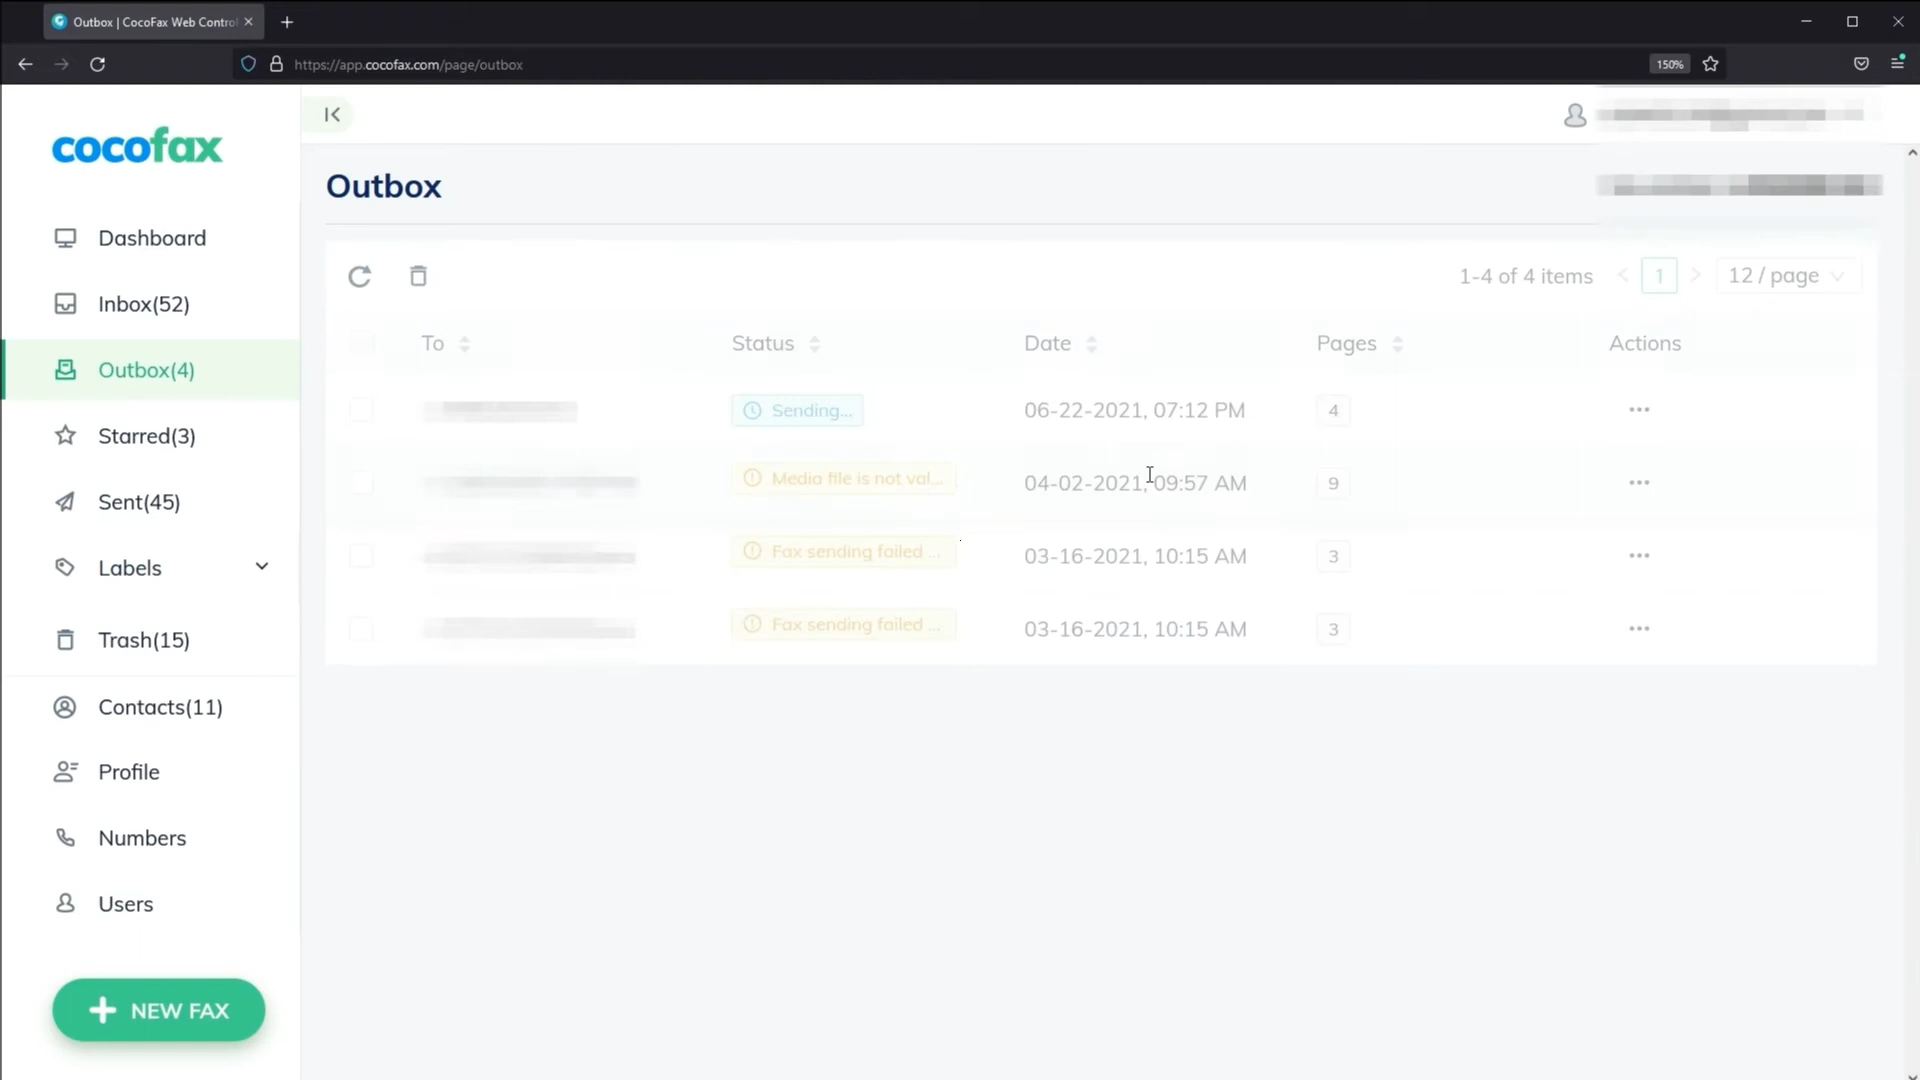 Outbox | CocoFax Web Control
https://app.cocofax.com/page/outbox
150%
cocofax
Dashboard
Inbox(52)
Outbox(4)
Starred(3)
Sent(45)
Labels
Trash(15)
Contacts(11)
Profile
Numbers
Users
NEW FAX
Outbox
1-4 of 4 items
1
12 / page
To Status Date Pages Actions
Sending... 06-22-2021, 07:12 PM 4
Media file is not val... 04-02-2021, 09:57 AM 9
Fax sending failed ... 03-16-2021, 10:15 AM 3
Fax sending failed ... 03-16-2021, 10:15 AM 3